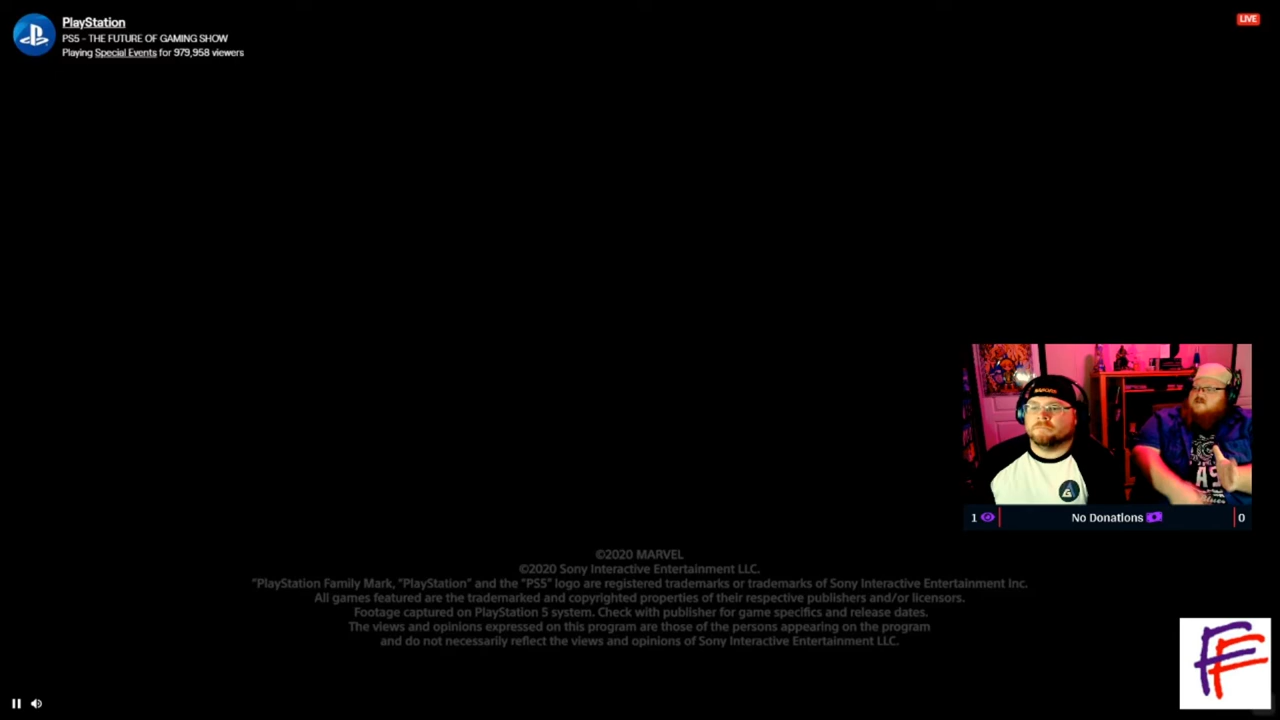 PlayStation
PS5 - THE FUTURE OF GAMING SHOW
Playing Special Events for 979,958 viewers
LIVE
1
No Donations
0
©2020 MARVEL
©2020 Sony Interactive Entertainment LLC.
"PlayStation Family Mark, "PlayStation" and the "PS5" logo are registered trademarks or trademarks of Sony Interactive Entertainment Inc.
All games featured are the trademarked and copyrighted properties of their respective publishers and/or licensors.
Footage captured on PlayStation 5 system. Check with publisher for game specifics and release dates.
The views and opinions expressed on this program are those of the persons appearing on the program
and do not necessarily reflect the views and opinions of Sony Interactive Entertainment LLC.
FF